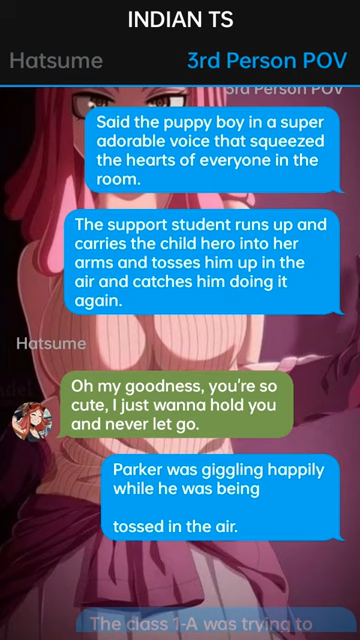 INDIAN TS
Hatsume
3rd Person POV
3rd Person POV
Said the puppy boy in a super
adorable voice that squeezed
the hearts of everyone in the
room.
The support student runs up and
carries the child hero into her
arms and tosses him up in the
air and catches him doing it
again.
Hatsume
Oh my goodness, you're so
cute, I just wanna hold you
and never let go.
Parker was giggling happily
while he was being
tossed in the air.
The class 1-A was trying to